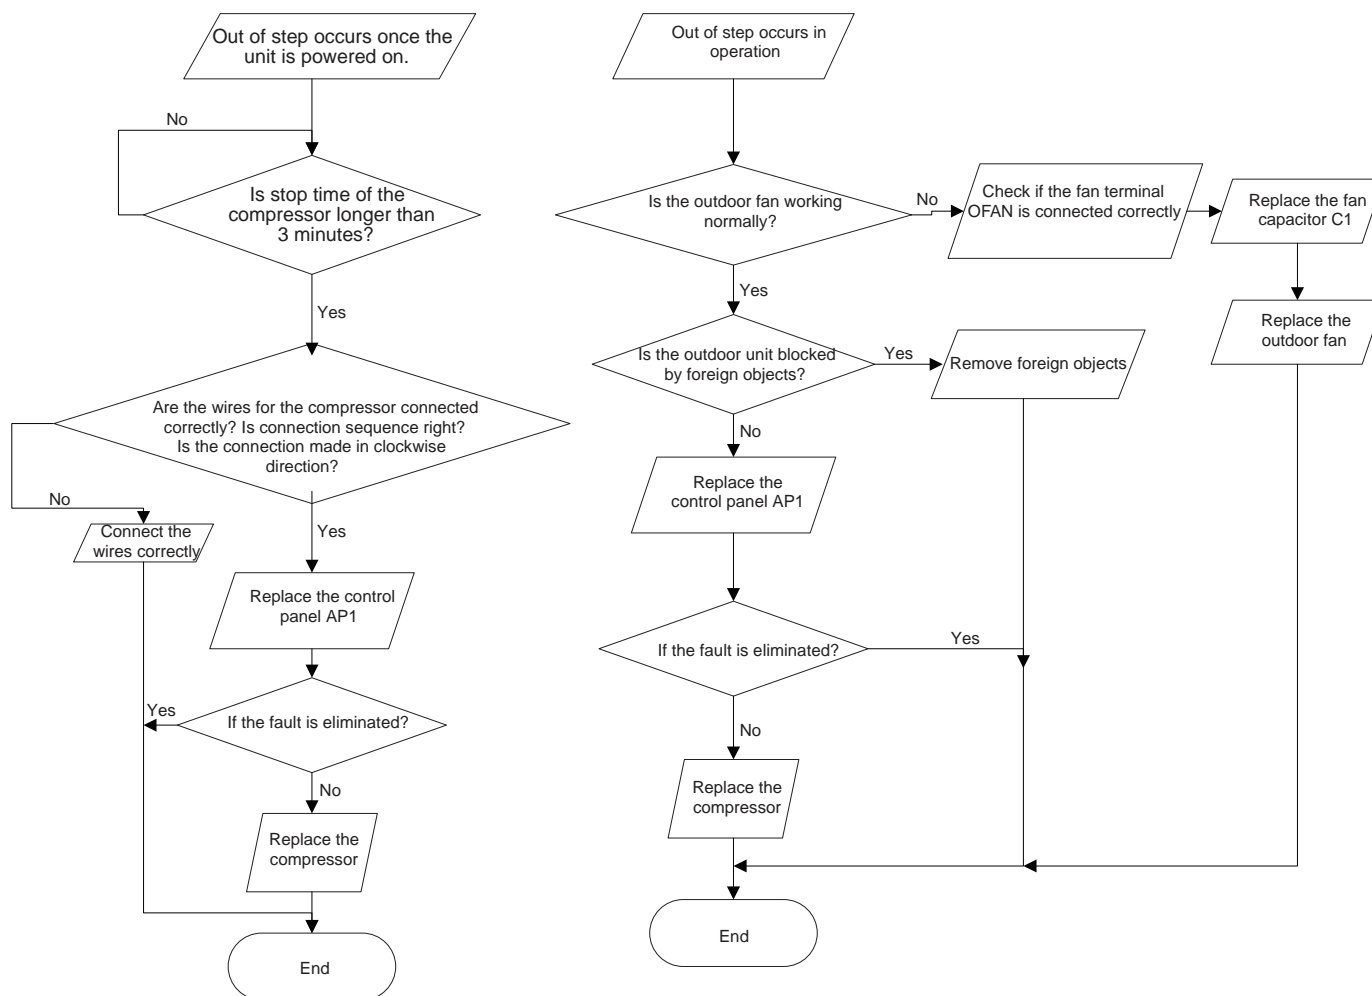 Out of step occurs once the
unit is powered on.
No
Is stop time of the
compressor longer than
3 minutes?
Yes
Are the wires for the compressor connected
correctly? Is connection sequence right?
Is the connection made in clockwise
direction?
No
Connect the
wires correctly
Yes
Replace the control
panel AP1
Yes
If the fault is eliminated?
No
Replace the
compressor
End
Out of step occurs in
operation
Is the outdoor fan working
normally?
No
Check if the fan terminal
OFAN is connected correctly
Replace the fan
capacitor C1
Replace the
outdoor fan
Yes
Is the outdoor unit blocked
by foreign objects?
Yes
Remove foreign objects
No
Replace the
control panel AP1
If the fault is eliminated?
Yes
No
Replace the
compressor
End